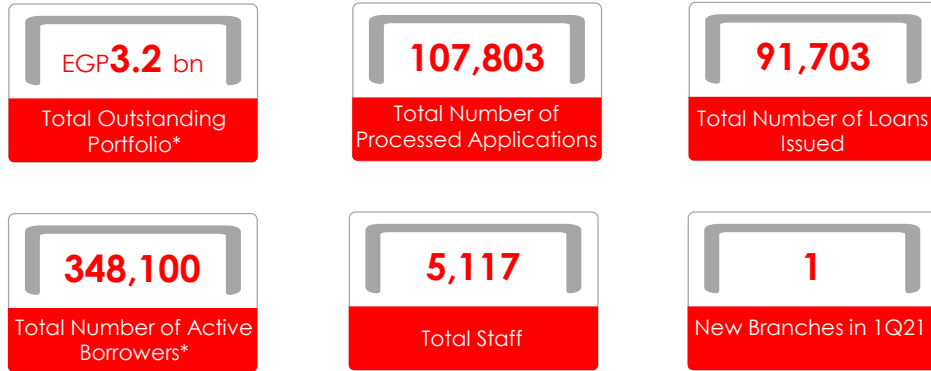 EGP3.2 bn
Total Outstanding
Portfolio*
107,803
Total Number of
Processed Applications
91,703
Total Number of Loans
Issued
348,100
Total Number of Active
Borrowers*
5,117
Total Staff
1
New Branches in 1Q21